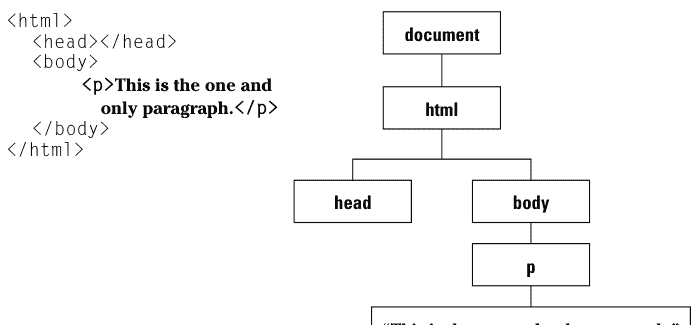 <html>
<head></head>
<body>
<p>This is the one and
only paragraph.</p>
</body>
</html>
document
html
head
body
p